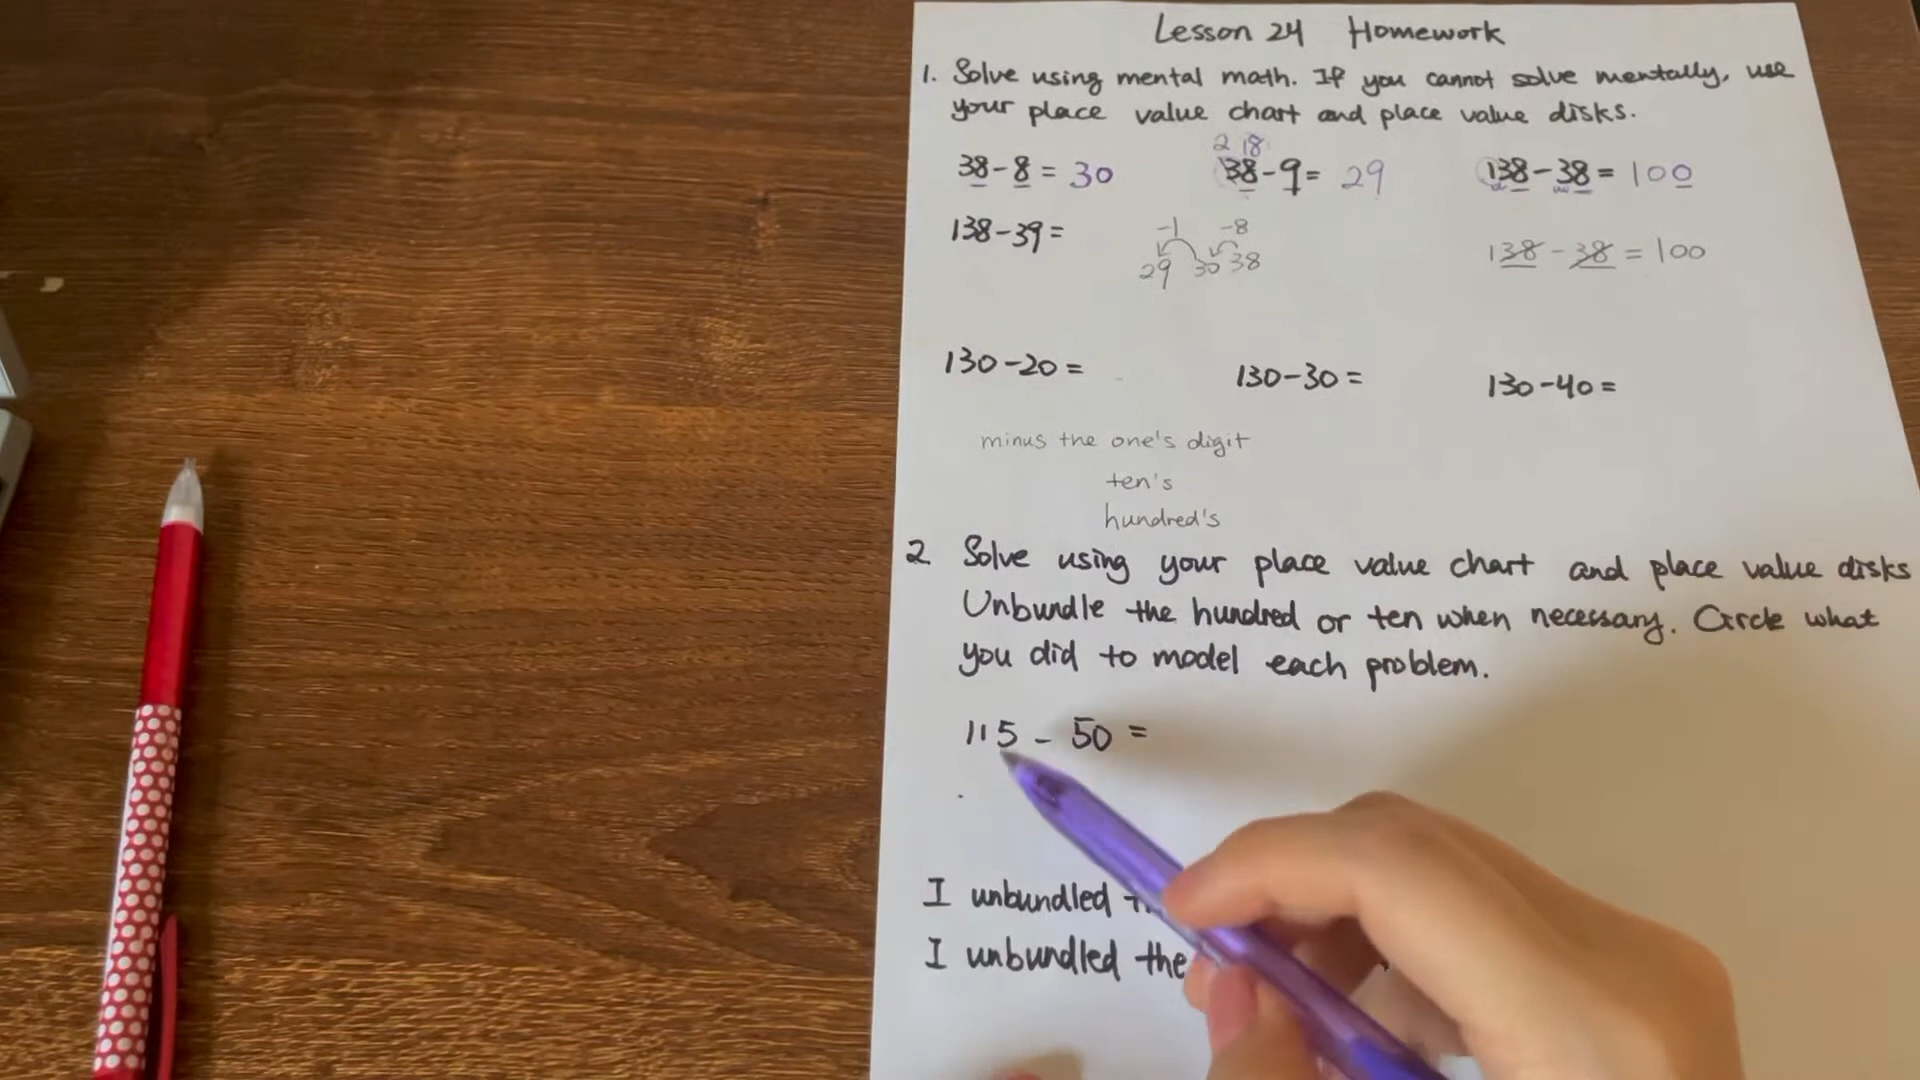 Lesson 24 Homework
1. Solve using mental math. If you cannot solve mentally, use
your place value chart and place value disks.
2 18
38-8 = 30 38-9= 29 138-38= 100
138-39=
-1 -8
29 30 38
138-38=100
130-20= 130-30= 130-40=
minus the one's digit
ten's
hundred's
2 Solve using your place value chart and place value disks
Unbundle the hundred or ten when necessary. Circle what
you did to model each problem.
115 - 50 =
I unbundled
I unbundled the